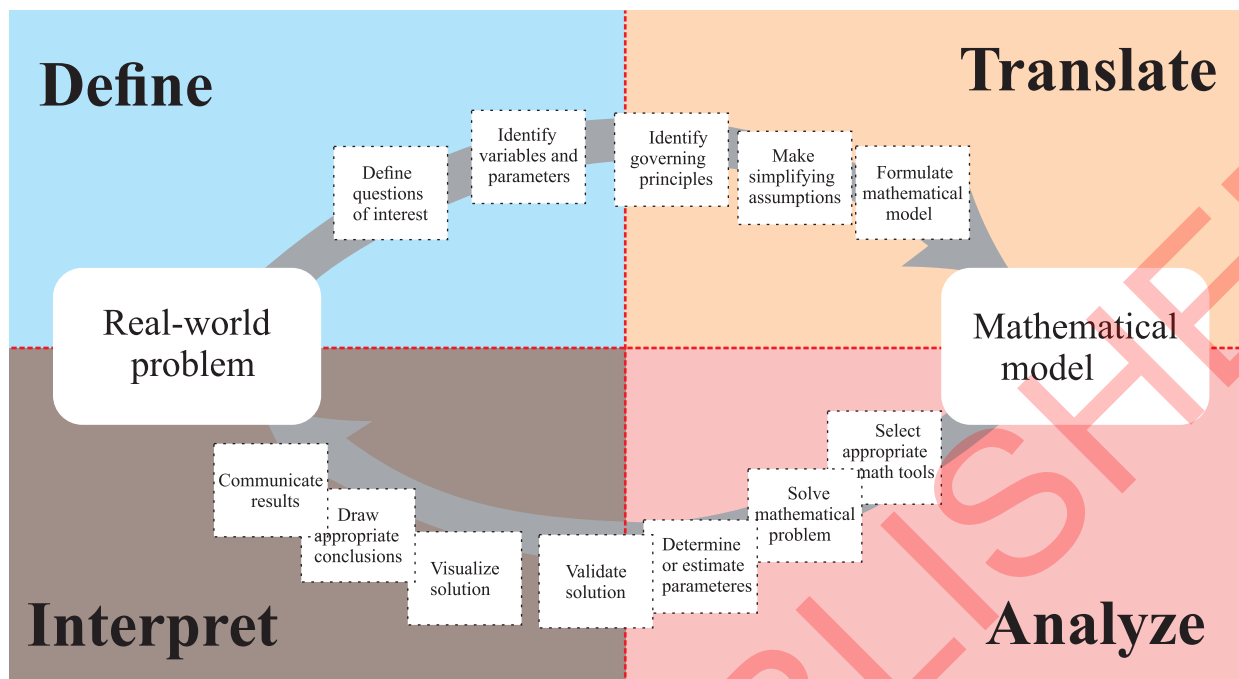 Define
Translate
Identify
variables and
parameters
Identify
governing
principles
Make
simplifying
assumptions
Define
questions
of interest
Formulate
mathematical
model
Real-world
problem
Mathematical
model
Select
appropriate
math tools
Solve
mathematical
problem
Determine
or estimate
parameteres
Validate
solution
Visualize
solution
Draw
appropriate
conclusions
Communicate
results
Interpret
Analyze
BLISHE